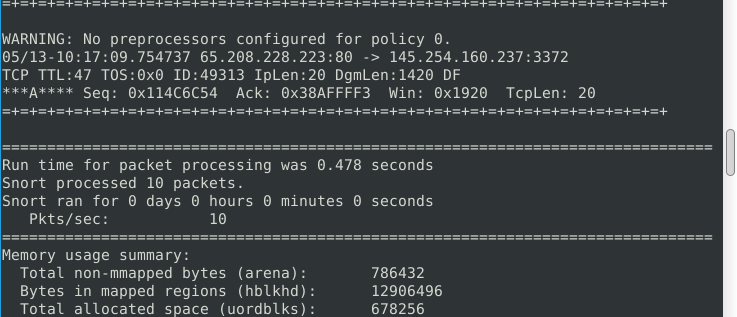 =+=+=+=+=+=+=+=+=+=+=+=+=+=+=+=+=+=+=+=+=+=+=+=+=+=+=+=+=+=+=+=+=+=+=+=+=+
WARNING: No preprocessors configured for policy 0.
05/13-10:17:09.754737 65.208.228.223:80 -> 145.254.160.237:3372
TCP TTL:47 TOS:0x0 ID:49313 IpLen:20 DgmLen:1420 DF
***A**** Seq: 0x114C6C54  Ack: 0x38AFFFF3  Win: 0x1920  TcpLen: 20
=+=+=+=+=+=+=+=+=+=+=+=+=+=+=+=+=+=+=+=+=+=+=+=+=+=+=+=+=+=+=+=+=+=+=+=+=+
===============================================================================
Run time for packet processing was 0.478 seconds
Snort processed 10 packets.
Snort ran for 0 days 0 hours 0 minutes 0 seconds
   Pkts/sec:           10
===============================================================================
Memory usage summary:
  Total non-mmapped bytes (arena):       786432
  Bytes in mapped regions (hblkhd):      12906496
  Total allocated space (uordblks):      678256